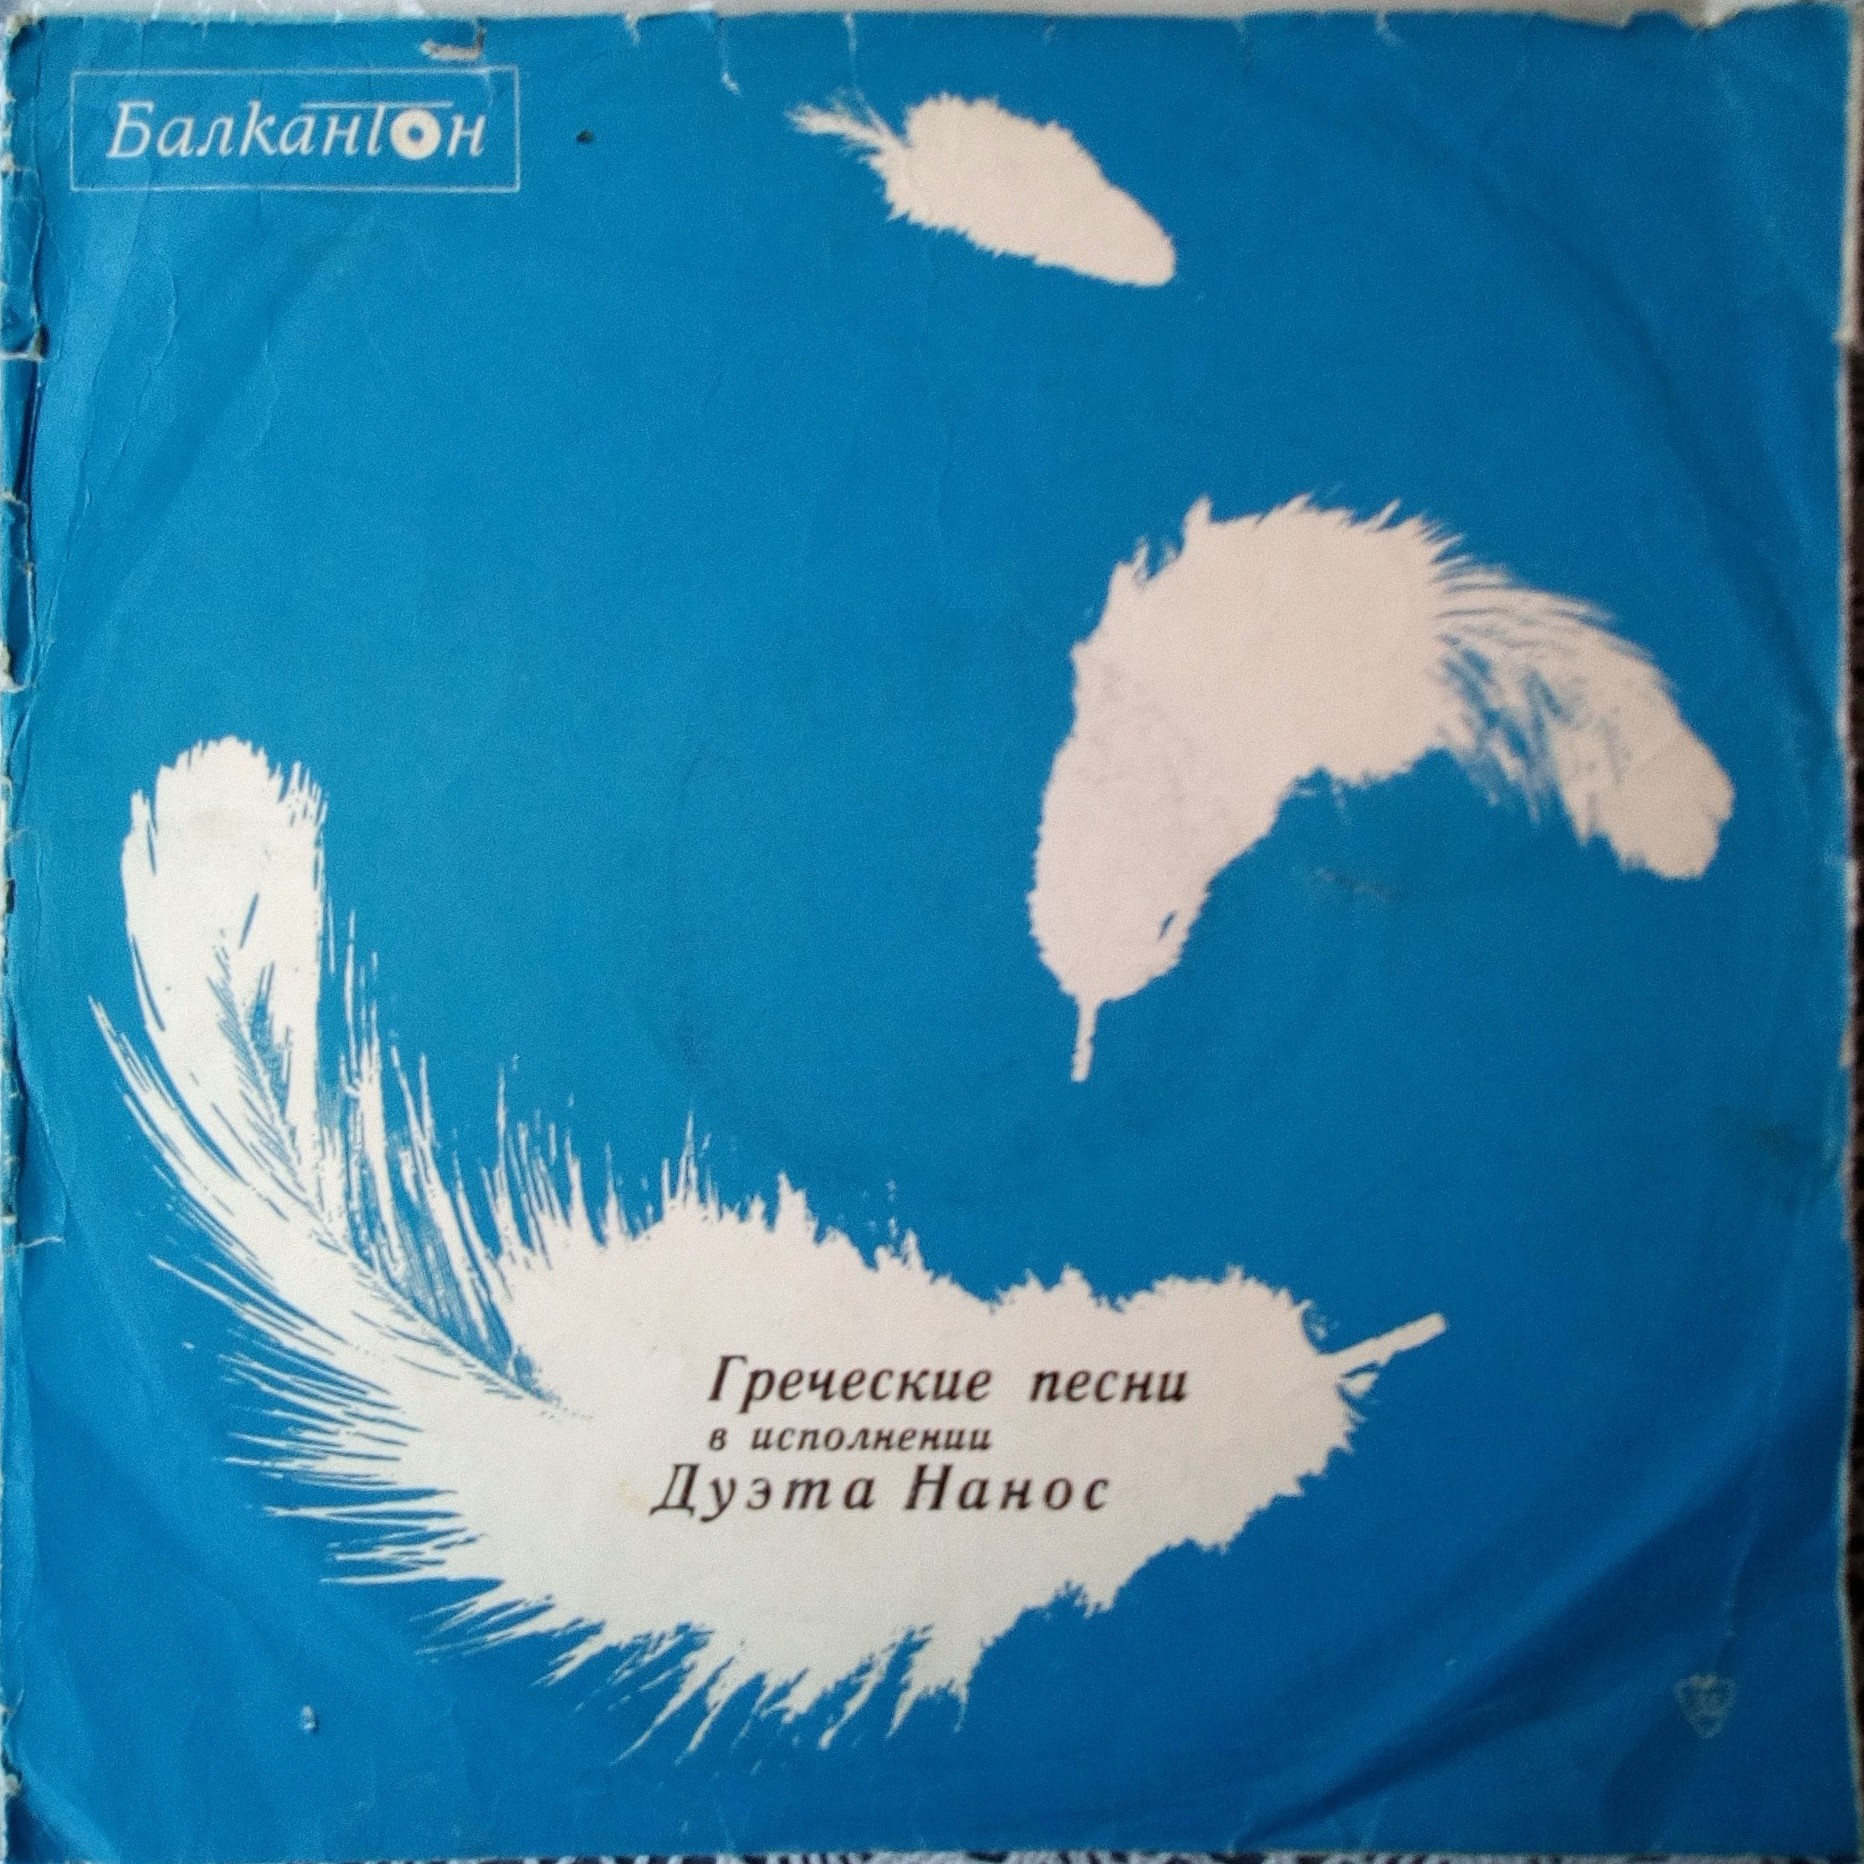 Балкантон
Греческие песни
в исполнении
Дуэта Нанос